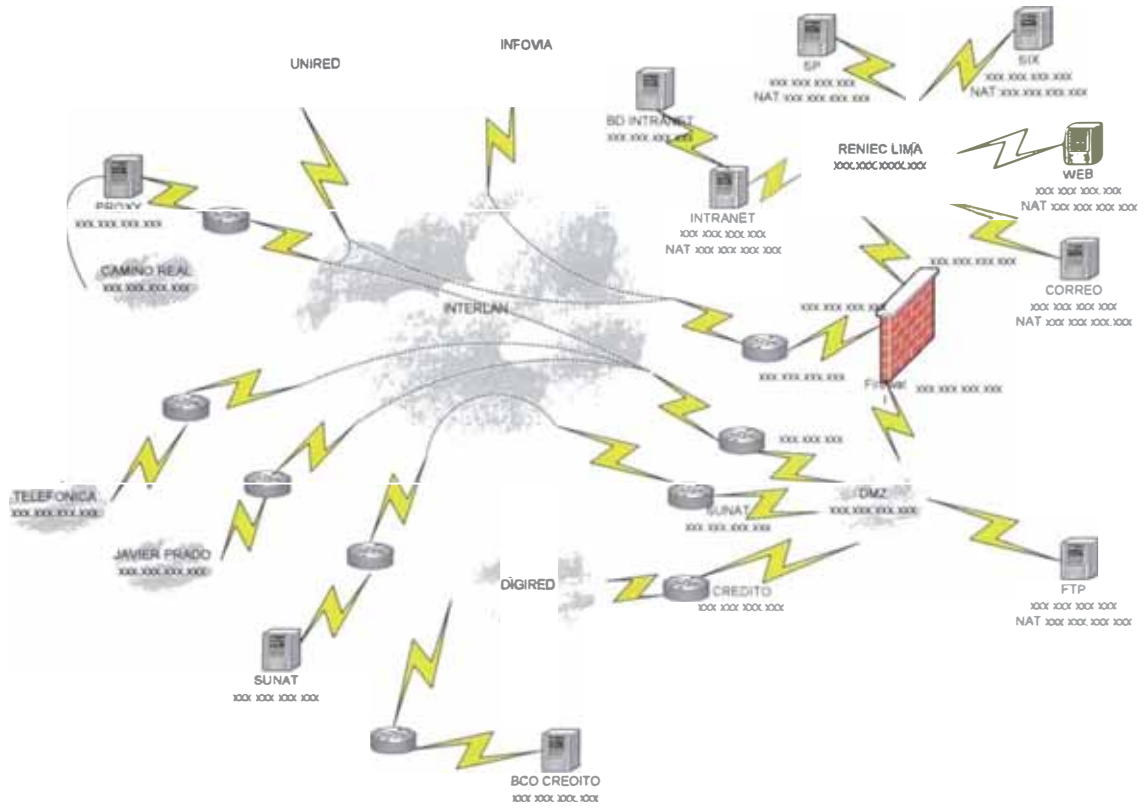 INFOVIA
UNIRED
SP
xxx xxx xxx xxx
NAT xxx xxx xxx xxx
SIX
xxx xxx xxx xxx
NAT xxx xxx xxx xxx
BD INTRANET
xxx xxx xxx xxx
RENIEC LIMA
xxx.xxx.xxxx.xxx
WEB
xxx xxx xxx xxx
NAT xxx xxx xxx xxx
PROXY
xxx xxx xxx xxx
INTRANET
xxx xxx xxx xxx
NAT xxx xxx xxx xxx
CAMINO REAL
xxx xxx xxx xxx
xxx xxx xxx xxx
CORREO
xxx xxx xxx xxx
NAT xxx xxx xxx xxx
INTERLAN
xxx xxx xxx xxx
xxx xxx xxx xxx
xxx xxx xxx xxx
xxx xxx xxx
TELEFONICA
xxx.xxx.xxx.xxx
SUNAT
xxx xxx xxx xxx
DMZ
xxx xxx xxx xxx
JAVIER PRADO
xxx.xxx.xxx.xxx
DIGIRED
CREDITO
xxx xxx xxx xxx
FTP
xxx xxx xxx xxx
NAT xxx xxx xxx xxx
SUNAT
xxx xxx xxx xxx
BCO CREDITO
xxx xxx xxx xxx